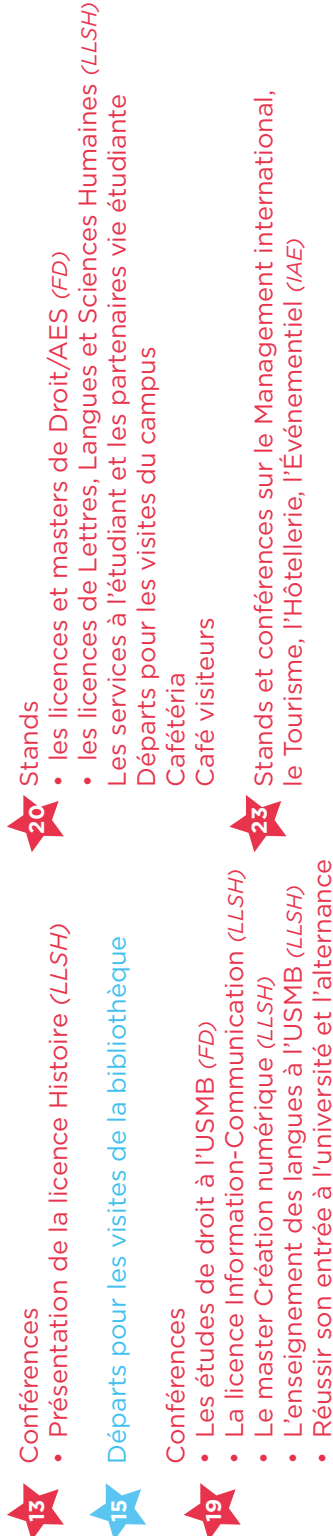 13 Conférences
• Présentation de la licence Histoire (LLSH)
15 Départs pour les visites de la bibliothèque
19 Conférences
• Les études de droit à l'USMB (FD)
• La licence Information-Communication (LLSH)
• Le master Création numérique (LLSH)
• L'enseignement des langues à l'USMB (LLSH)
• Réussir son entrée à l'université et l'alternance
20 Stands
• les licences et masters de Droit/AES (FD)
• les licences de Lettres, Langues et Sciences Humaines (LLSH)
Les services à l'étudiant et les partenaires vie étudiante
Départs pour les visites du campus
Cafétéria
Café visiteurs
23 Stands et conférences sur le Management international,
le Tourisme, l'Hôtellerie, l'Événementiel (IAE)